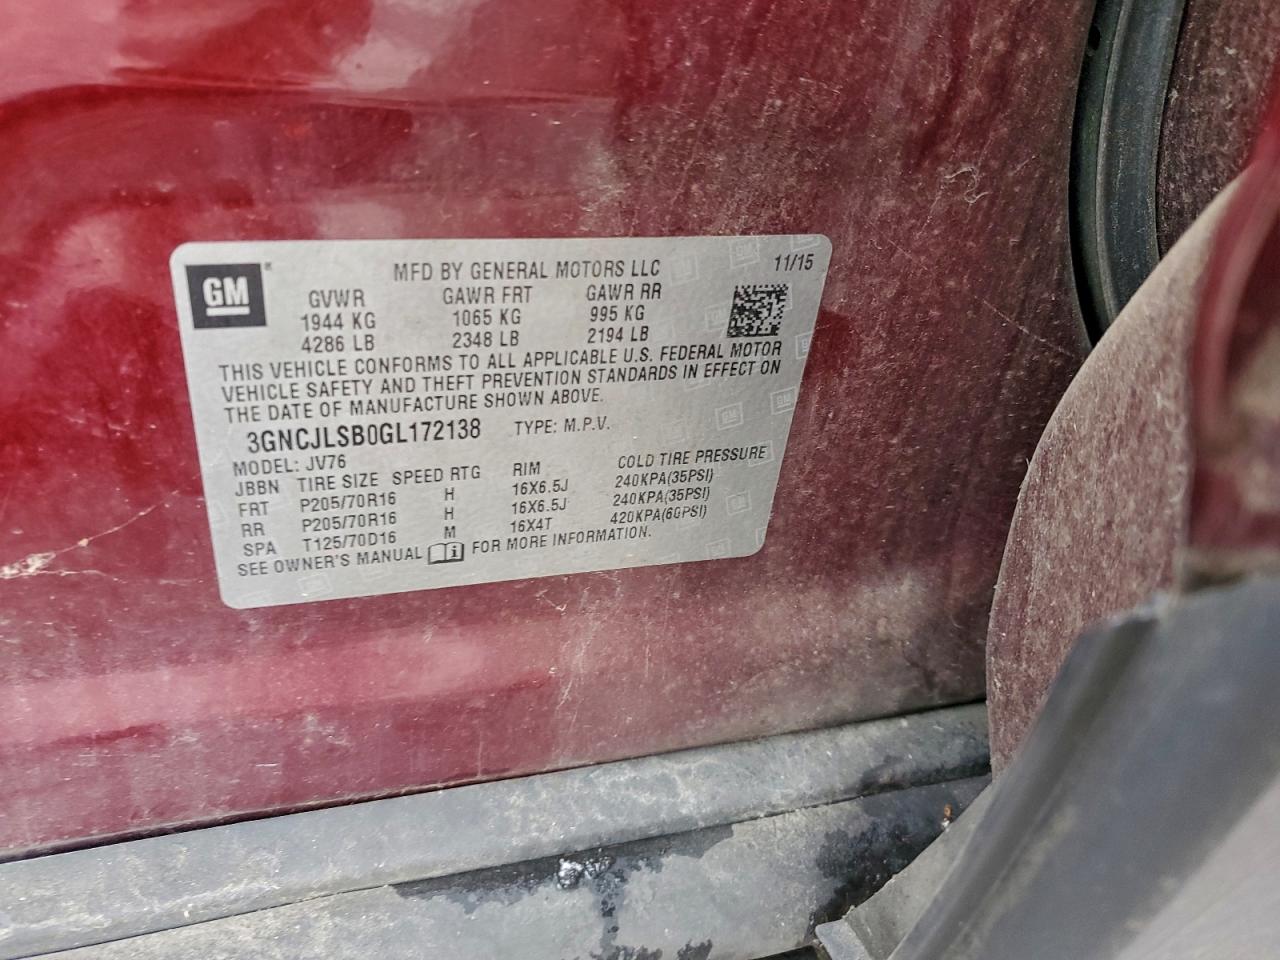 GM
MFD BY GENERAL MOTORS LLC 11/15
GVWR GAWR FRT GAWR RR
1944 KG 1065 KG 995 KG
4286 LB 2348 LB 2194 LB
THIS VEHICLE CONFORMS TO ALL APPLICABLE U.S. FEDERAL MOTOR
VEHICLE SAFETY AND THEFT PREVENTION STANDARDS IN EFFECT ON
THE DATE OF MANUFACTURE SHOWN ABOVE.
3GNCJLSB0GL172138 TYPE: M.P.V.
MODEL: JV76
JBBN TIRE SIZE SPEED RTG RIM COLD TIRE PRESSURE
FRT P205/70R16 H 16X6.5J 240KPA(35PSI)
RR P205/70R16 H 16X6.5J 240KPA(35PSI)
SPA T125/70D16 M 16X4T 420KPA(60PSI)
SEE OWNER'S MANUAL i FOR MORE INFORMATION.